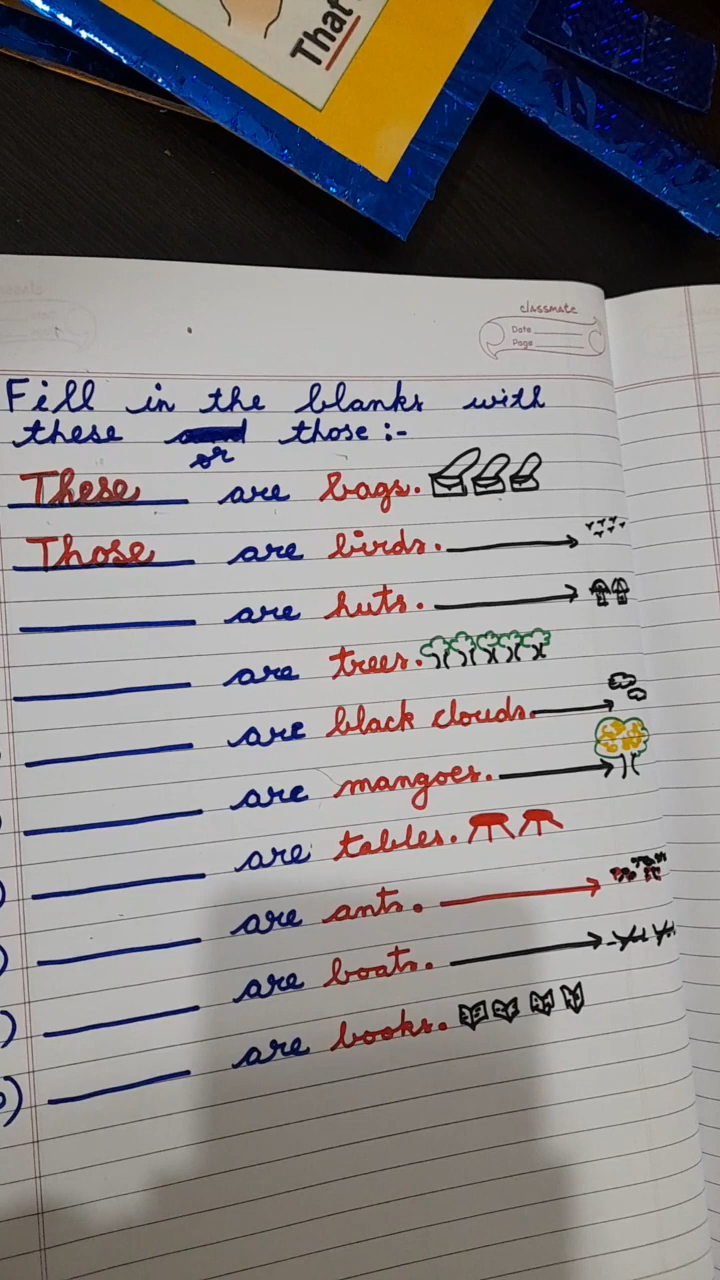 That
classmate
Date
Page
Fill in the blanks with
these or those :-
These are bags.
Those are birds.
are huts.
are trees.
are black clouds.
are mangoes.
are tables.
are ants.
are boats.
) are books.
)